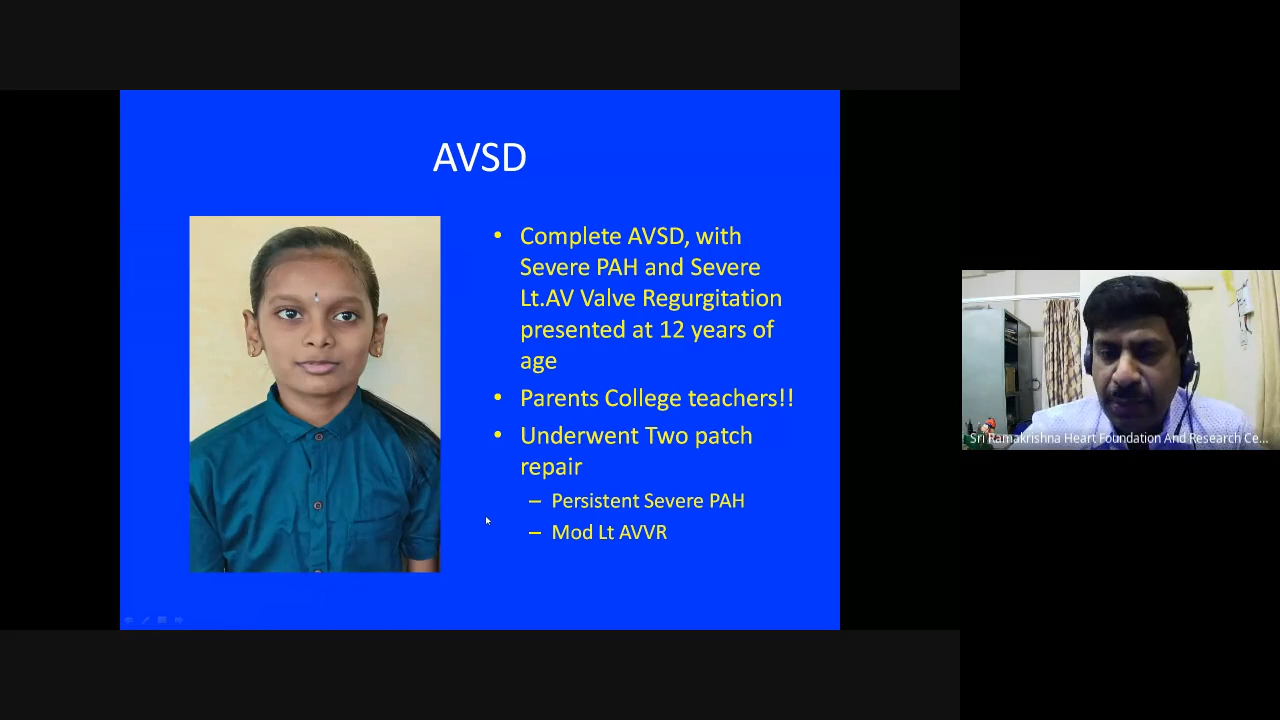 AVSD
• Complete AVSD, with
Severe PAH and Severe
Lt.AV Valve Regurgitation
presented at 12 years of
age
• Parents College teachers!!
• Underwent Two patch
repair
– Persistent Severe PAH
– Mod Lt AVVR
Sri Ramakrishna Heart Foundation And Research Ce...